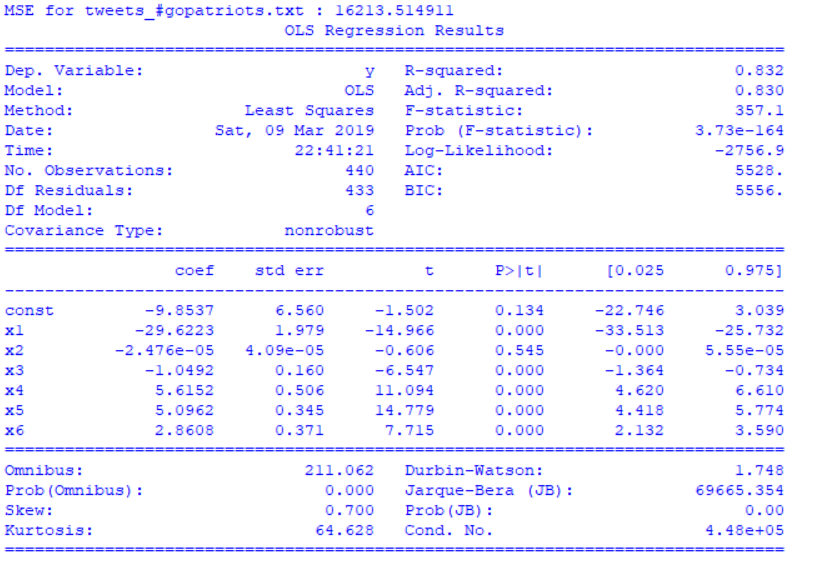 MSE for tweets_#gopatriots.txt : 16213.514911
OLS Regression Results
==============================================================================
Dep. Variable: y R-squared: 0.832
Model: OLS Adj. R-squared: 0.830
Method: Least Squares F-statistic: 357.1
Date: Sat, 09 Mar 2019 Prob (F-statistic): 3.73e-164
Time: 22:41:21 Log-Likelihood: -2756.9
No. Observations: 440 AIC: 5528.
Df Residuals: 433 BIC: 5556.
Df Model: 6
Covariance Type: nonrobust
==============================================================================
coef std err t P>|t| [0.025 0.975]
------------------------------------------------------------------------------
const -9.8537 6.560 -1.502 0.134 -22.746 3.039
x1 -29.6223 1.979 -14.966 0.000 -33.513 -25.732
x2 -2.476e-05 4.09e-05 -0.606 0.545 -0.000 5.55e-05
x3 -1.0492 0.160 -6.547 0.000 -1.364 -0.734
x4 5.6152 0.506 11.094 0.000 4.620 6.610
x5 5.0962 0.345 14.779 0.000 4.418 5.774
x6 2.8608 0.371 7.715 0.000 2.132 3.590
==============================================================================
Omnibus: 211.062 Durbin-Watson: 1.748
Prob(Omnibus): 0.000 Jarque-Bera (JB): 69665.354
Skew: 0.700 Prob(JB): 0.00
Kurtosis: 64.628 Cond. No. 4.48e+05
==============================================================================